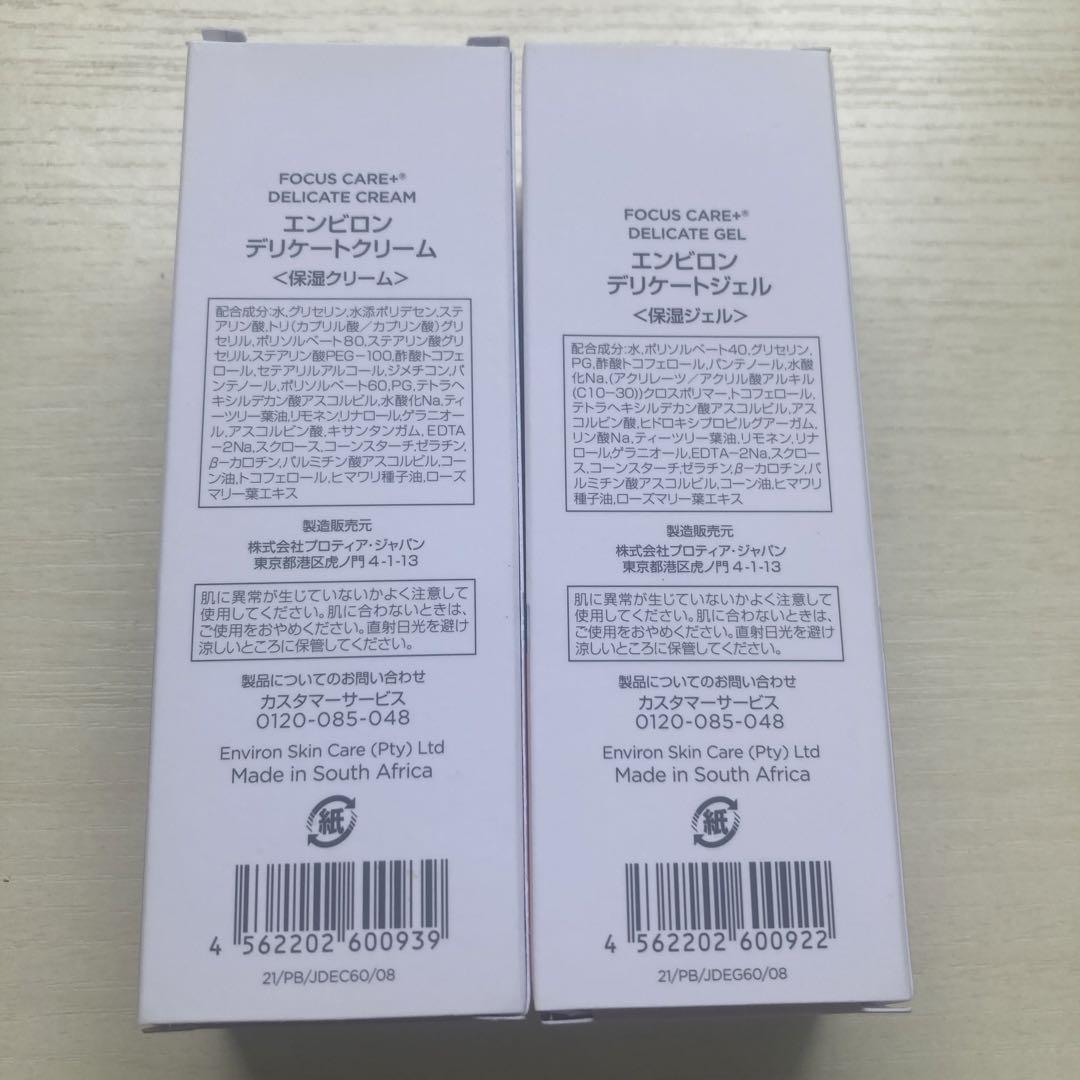 FOCUS CARE+®
DELICATE CREAM
エンビロン
デリケートクリーム
<保湿クリーム>
配合成分:水,グリセリン,水添ポリデセン,ステ
アリン酸,トリ(カプリル酸/カプリン酸)グリ
セリル,ポリソルベート80,ステアリン酸グリ
セリル,ステアリン酸PEG-100,酢酸トコフェ
ロール,セテアリルアルコール,ジメチコン,パ
ンテノール,ポリソルベート60,PG,テトラヘ
キシルデカン酸アスコルビル,水酸化Na,ティ
ーツリー葉油,リモネン,リナロール,ゲラニオー
ル,アスコルビン酸,キサンタンガム,EDTA
-2Na,スクロース,コーンスターチ,ゼラチン,
β-カロチン,パルミチン酸アスコルビル,コー
ン油,トコフェロール,ヒマワリ種子油,ローズ
マリー葉エキス
製造販売元
株式会社プロティア・ジャパン
東京都港区虎ノ門4-1-13
肌に異常が生じていないかよく注意して
使用してください。肌に合わないときは、
ご使用をおやめください。直射日光を避け
涼しいところに保管してください。
製品についてのお問い合わせ
カスタマーサービス
0120-085-048
Environ Skin Care (Pty) Ltd
Made in South Africa
紙
4 562202 600939
21/PB/JDEC60/08
FOCUS CARE+®
DELICATE GEL
エンビロン
デリケートジェル
<保湿ジェル>
配合成分:水,ポリソルベート40,グリセリン,
PG,酢酸トコフェロール,パンテノール,水酸
化Na,(アクリレーツ/アクリル酸アルキル
(C10-30))クロスポリマー,トコフェロール,
テトラヘキシルデカン酸アスコルビル,アス
コルビン酸,ヒドロキシプロピルグアーガム,
リン酸Na,ティーツリー葉油,リモネン,リナ
ロール,ゲラニオール,EDTA-2Na,スクロー
ス,コーンスターチ,ゼラチン,β-カロチン,パ
ルミチン酸アスコルビル,コーン油,ヒマワリ
種子油,ローズマリー葉エキス
製造販売元
株式会社プロティア・ジャパン
東京都港区虎ノ門4-1-13
肌に異常が生じていないかよく注意して
使用してください。肌に合わないときは、
ご使用をおやめください。直射日光を避け
涼しいところに保管してください。
製品についてのお問い合わせ
カスタマーサービス
0120-085-048
Environ Skin Care (Pty) Ltd
Made in South Africa
紙
4 562202 600922
21/PB/JDEG60/08